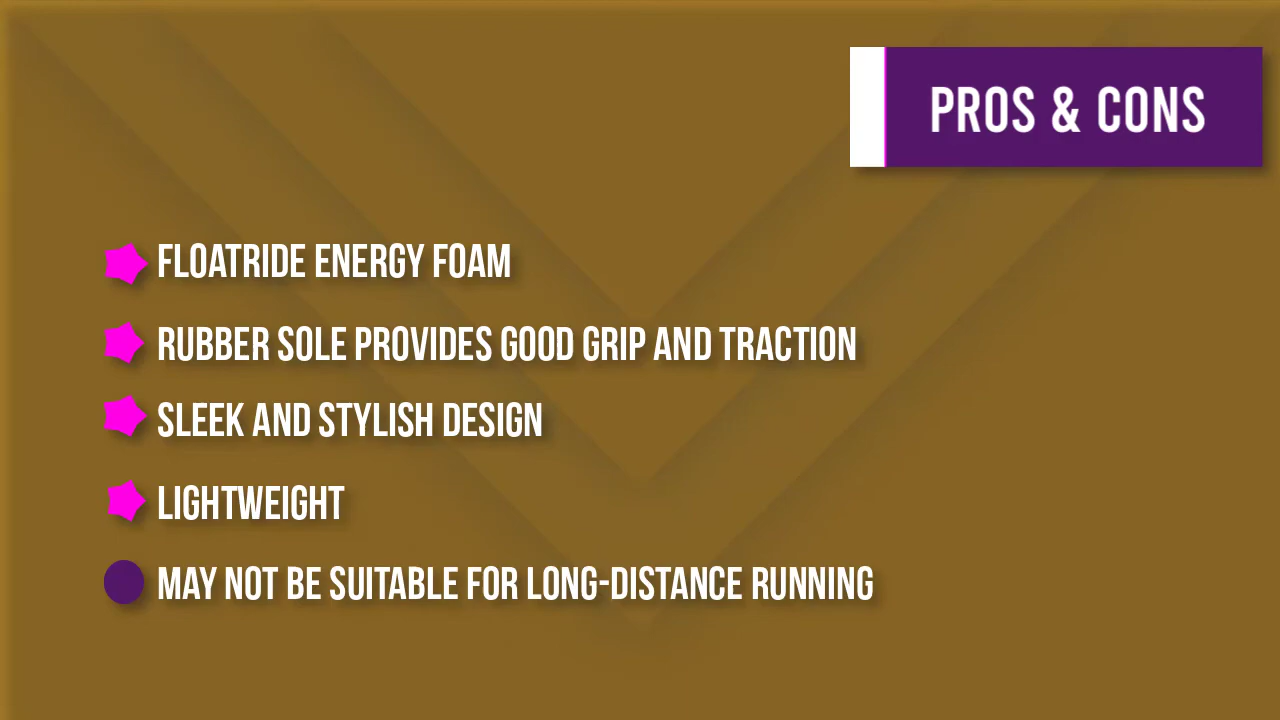 PROS & CONS
FLOATRIDE ENERGY FOAM
RUBBER SOLE PROVIDES GOOD GRIP AND TRACTION
SLEEK AND STYLISH DESIGN
LIGHTWEIGHT
MAY NOT BE SUITABLE FOR LONG-DISTANCE RUNNING